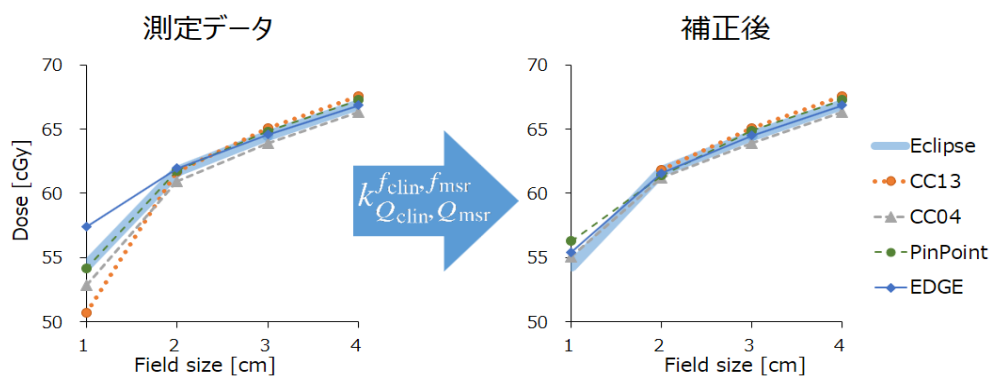 測定データ
70
65
60
55
50
Dose [cGy]
1 2 3 4
Field size [cm]
k f_clin, f_msr Q_clin, Q_msr
補正後
70
65
60
55
50
1 2 3 4
Field size [cm]
Eclipse
CC13
CC04
PinPoint
EDGE